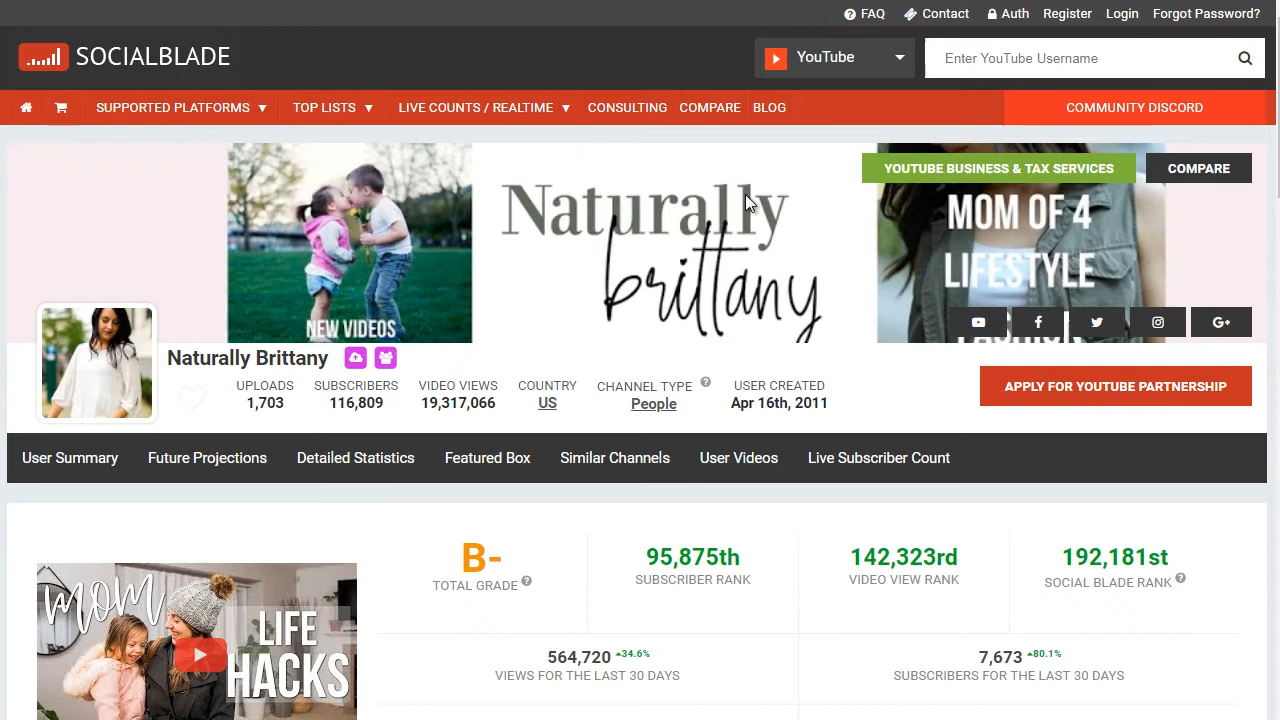 FAQ Contact Auth Register Login Forgot Password?
SOCIALBLADE
YouTube
Enter YouTube Username
SUPPORTED PLATFORMS ▼ TOP LISTS ▼ LIVE COUNTS / REALTIME ▼ CONSULTING COMPARE BLOG
COMMUNITY DISCORD
YOUTUBE BUSINESS & TAX SERVICES
COMPARE
Naturally
brittany
NEW VIDEOS
MOM OF 4
LIFESTYLE
Naturally Brittany
UPLOADS SUBSCRIBERS VIDEO VIEWS COUNTRY CHANNEL TYPE USER CREATED
1,703 116,809 19,317,066 US People Apr 16th, 2011
APPLY FOR YOUTUBE PARTNERSHIP
User Summary Future Projections Detailed Statistics Featured Box Similar Channels User Videos Live Subscriber Count
B- 95,875th 142,323rd 192,181st
TOTAL GRADE SUBSCRIBER RANK VIDEO VIEW RANK SOCIAL BLADE RANK
mom
LIFE
HACKS
564,720 34.6% 7,673 80.1%
VIEWS FOR THE LAST 30 DAYS SUBSCRIBERS FOR THE LAST 30 DAYS